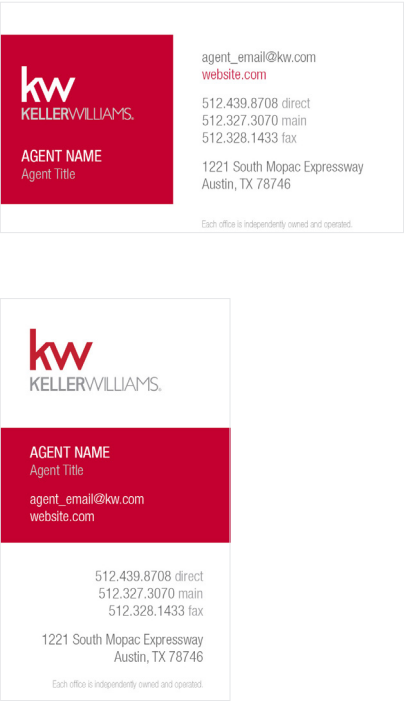 kw
KELLERWILLIAMS.
AGENT NAME
Agent Title
agent_email@kw.com
website.com
512.439.8708 direct
512.327.3070 main
512.328.1433 fax
1221 South Mopac Expressway
Austin, TX 78746
Each office is independently owned and operated.
kw
KELLERWILLIAMS.
AGENT NAME
Agent Title
agent_email@kw.com
website.com
512.439.8708 direct
512.327.3070 main
512.328.1433 fax
1221 South Mopac Expressway
Austin, TX 78746
Each office is independently owned and operated.